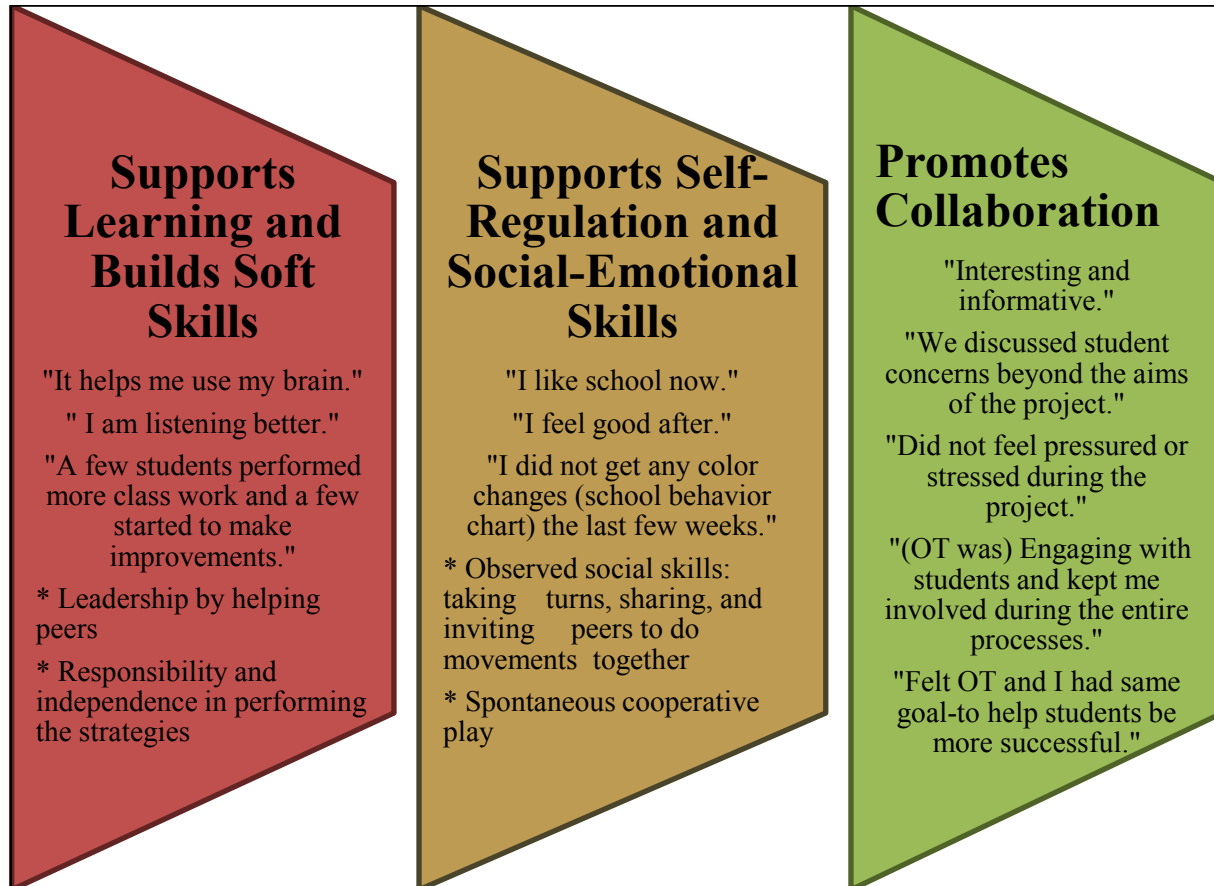 Supports
Learning and
Builds Soft
Skills
"It helps me use my brain."
" I am listening better."
"A few students performed
more class work and a few
started to make
improvements."
* Leadership by helping
peers
* Responsibility and
independence in performing
the strategies
Supports Self-
Regulation and
Social-Emotional
Skills
"I like school now."
"I feel good after."
"I did not get any color
changes (school behavior
chart) the last few weeks."
* Observed social skills:
taking turns, sharing, and
inviting peers to do
movements together
* Spontaneous cooperative
play
Promotes
Collaboration
"Interesting and
informative."
"We discussed student
concerns beyond the aims
of the project."
"Did not feel pressured or
stressed during the
project."
"(OT was) Engaging with
students and kept me
involved during the entire
processes."
"Felt OT and I had same
goal-to help students be
more successful."